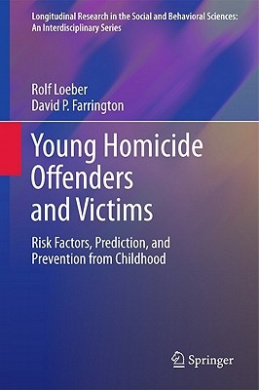 Longitudinal Research in the Social and Behavioral Sciences:
An Interdisciplinary Series
Rolf Loeber
David P. Farrington
Young Homicide
Offenders
and Victims
Risk Factors, Prediction, and
Prevention from Childhood
Springer